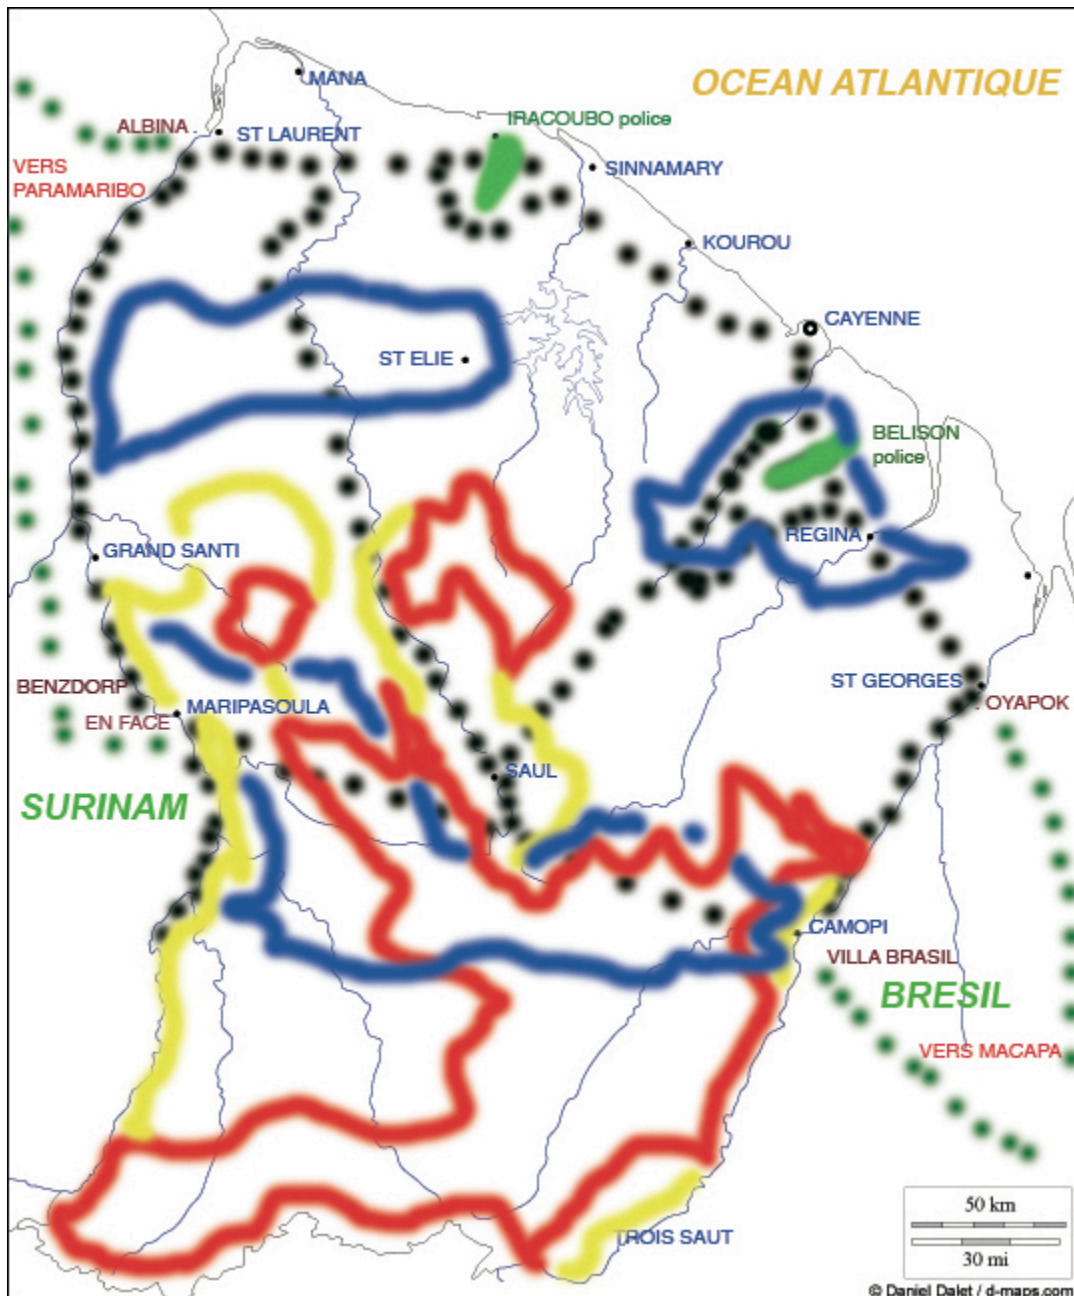 OCEAN ATLANTIQUE
MANA
IRACOUBO police
ALBINA
ST LAURENT
VERS
PARAMARIBO
SINNAMARY
KOUROU
CAYENNE
ST ELIE
BELISON
police
REGINA
GRAND SANTI
BENZDORP
EN FACE
MARIPASOULA
ST GEORGES
OYAPOK
SAUL
SURINAM
CAMOPI
VILLA BRASIL
BRESIL
VERS MACAPA
TROIS SAUT
50 km
30 mi
© Daniel Dalet / d-maps.com